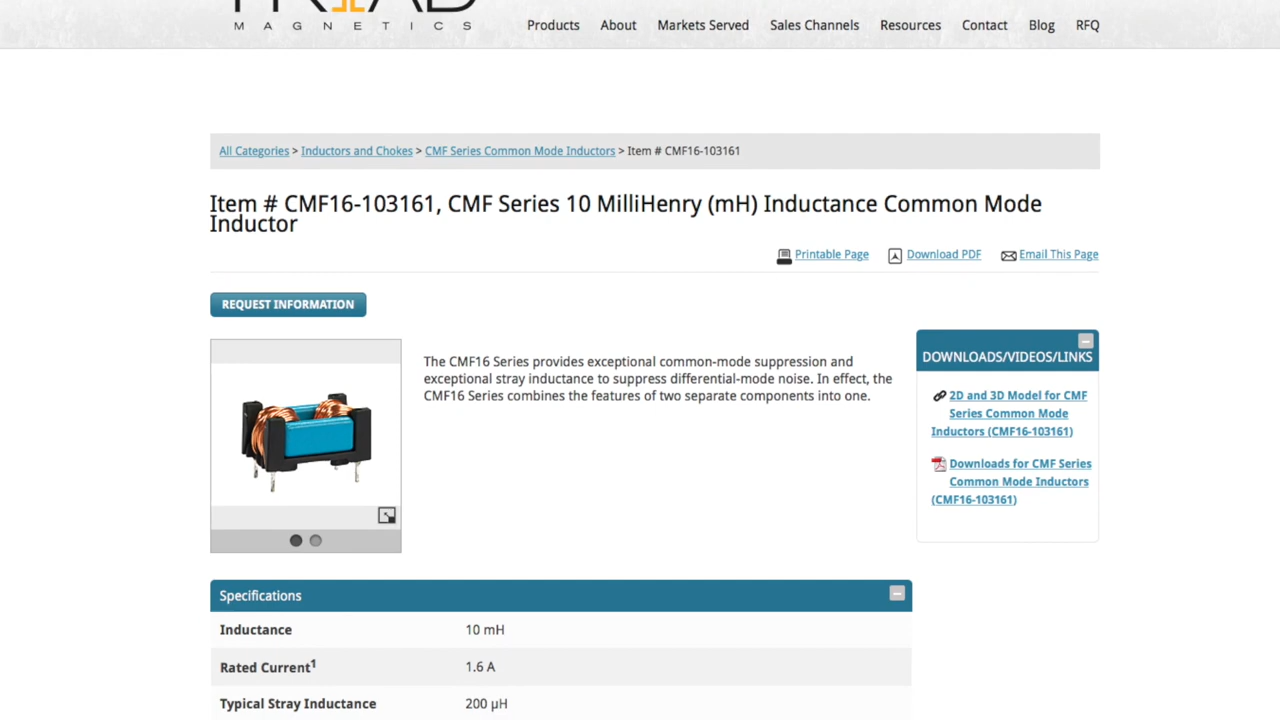 TRIAD
MAGNETICS
Products About Markets Served Sales Channels Resources Contact Blog RFQ
All Categories > Inductors and Chokes > CMF Series Common Mode Inductors > Item # CMF16-103161
Item # CMF16-103161, CMF Series 10 MilliHenry (mH) Inductance Common Mode
Inductor
Printable Page Download PDF Email This Page
REQUEST INFORMATION
The CMF16 Series provides exceptional common-mode suppression and
exceptional stray inductance to suppress differential-mode noise. In effect, the
CMF16 Series combines the features of two separate components into one.
DOWNLOADS/VIDEOS/LINKS
2D and 3D Model for CMF
Series Common Mode
Inductors (CMF16-103161)
Downloads for CMF Series
Common Mode Inductors
(CMF16-103161)
Specifications
Inductance 10 mH
Rated Current1 1.6 A
Typical Stray Inductance 200 µH